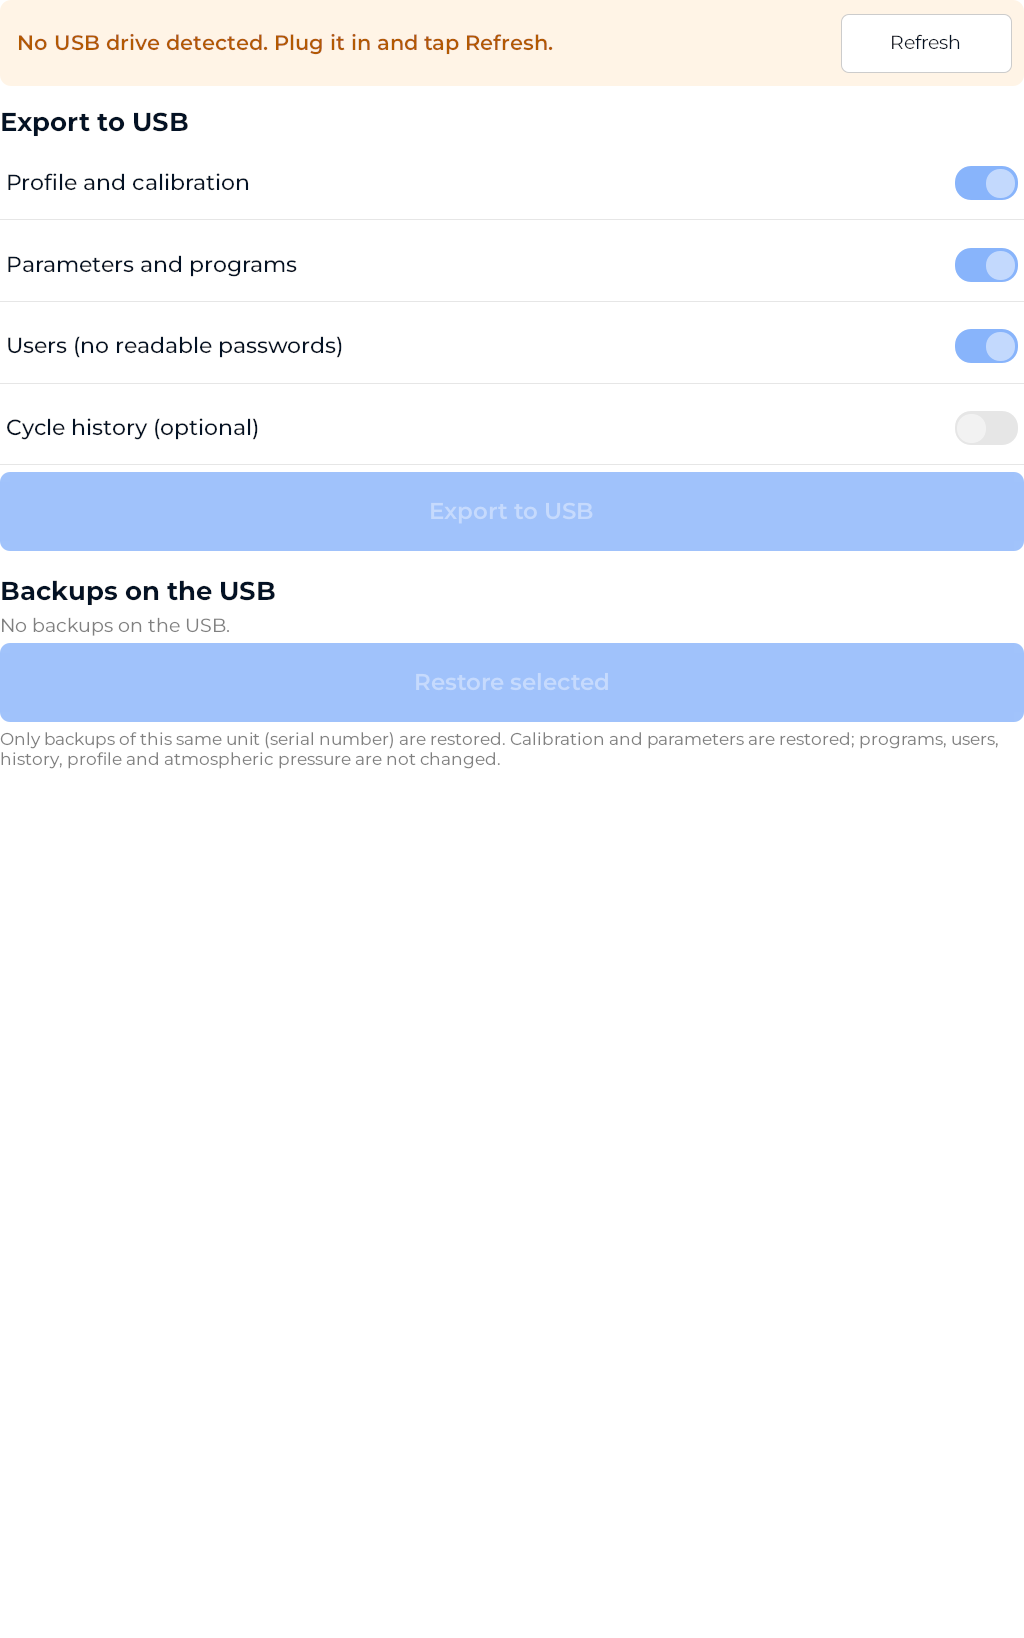 No USB drive detected. Plug it in and tap Refresh.
Refresh
Export to USB
Profile and calibration
Parameters and programs
Users (no readable passwords)
Cycle history (optional)
Export to USB
Backups on the USB
No backups on the USB.
Restore selected
Only backups of this same unit (serial number) are restored. Calibration and parameters are restored; programs, users,
history, profile and atmospheric pressure are not changed.